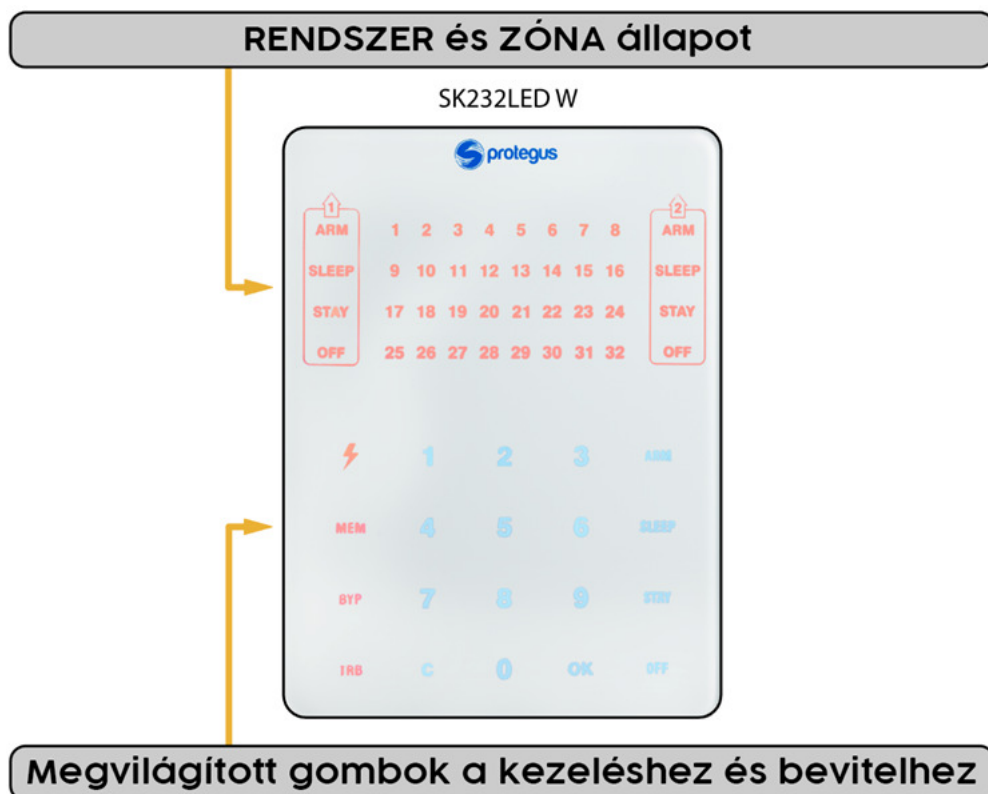 RENDSZER és ZÓNA állapot
SK232LED W
protegus
1 2
ARM 1 2 3 4 5 6 7 8 ARM
SLEEP 9 10 11 12 13 14 15 16 SLEEP
STAY 17 18 19 20 21 22 23 24 STAY
OFF 25 26 27 28 29 30 31 32 OFF
1 2 3 ARM
MEM 4 5 6 SLEEP
BYP 7 8 9 STAY
TRB C 0 OK OFF
Megvilágított gombok a kezeléshez és bevitelhez